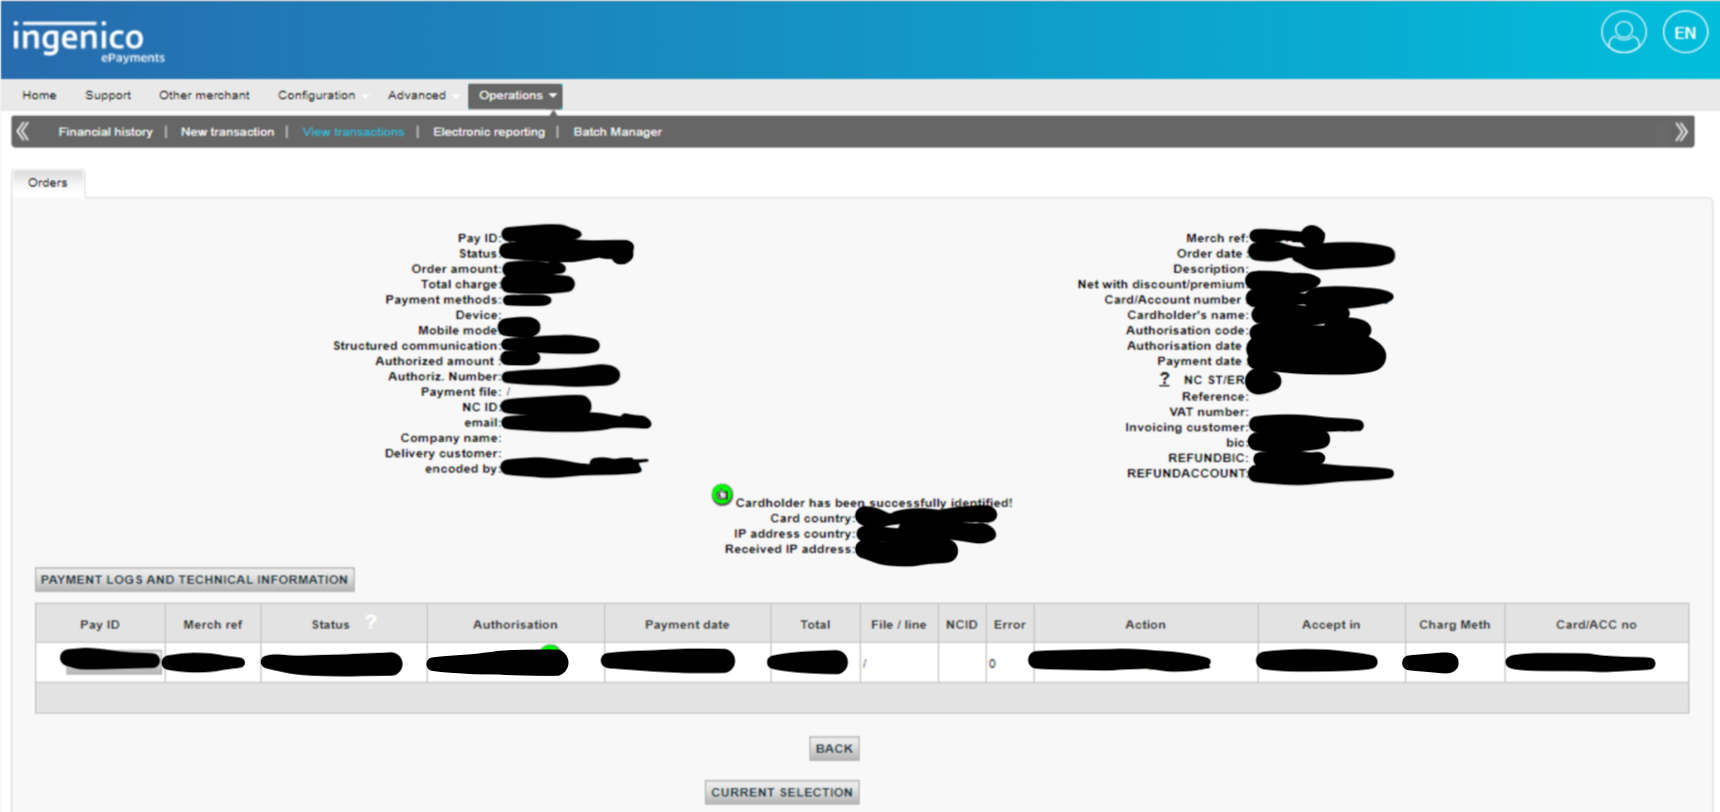 ingenico
ePayments
EN
Home Support Other merchant Configuration Advanced Operations
Financial history | New transaction | View transactions | Electronic reporting | Batch Manager
Orders
Pay ID:
Status:
Order amount:
Total charge:
Payment methods:
Device:
Mobile mode
Structured communication:
Authorized amount :
Authoriz. Number:
Payment file: /
NC ID:
email:
Company name:
Delivery customer:
encoded by:
Merch ref:
Order date :
Description:
Net with discount/premium
Card/Account number
Cardholder's name:
Authorisation code:
Authorisation date
Payment date
? NC ST/ER
Reference:
VAT number:
Invoicing customer:
bic:
REFUNDBIC:
REFUNDACCOUNT:
Cardholder has been successfully identified!
Card country:
IP address country:
Received IP address:
PAYMENT LOGS AND TECHNICAL INFORMATION
Pay ID Merch ref Status ? Authorisation Payment date Total File / line NCID Error Action Accept in Charg Meth Card/ACC no
/ 0
BACK
CURRENT SELECTION